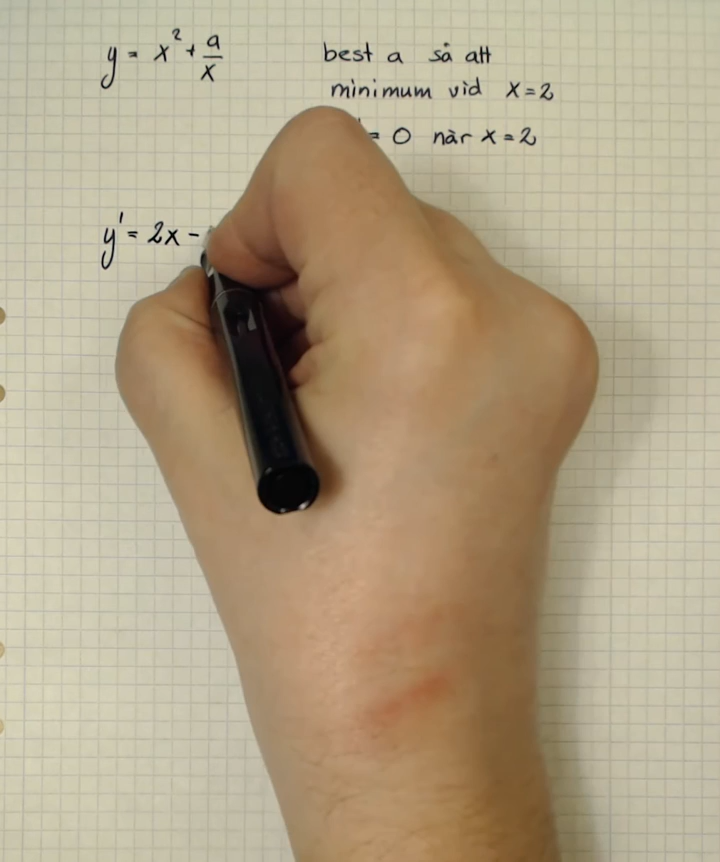 y = x² + a/x
best a så att
minimum vid x = 2
= 0 när x = 2
y' = 2x -